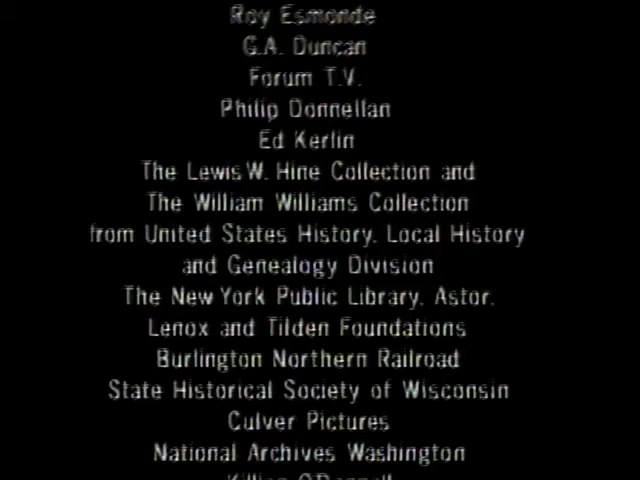 Roy Esmonde
G.A. Duncan
Forum T.V.
Philip Donnellan
Ed Kerlin
The Lewis W. Hine Collection and
The William Williams Collection
from United States History, Local History
and Genealogy Division
The New York Public Library, Astor,
Lenox and Tilden Foundations
Burlington Northern Railroad
State Historical Society of Wisconsin
Culver Pictures
National Archives Washington